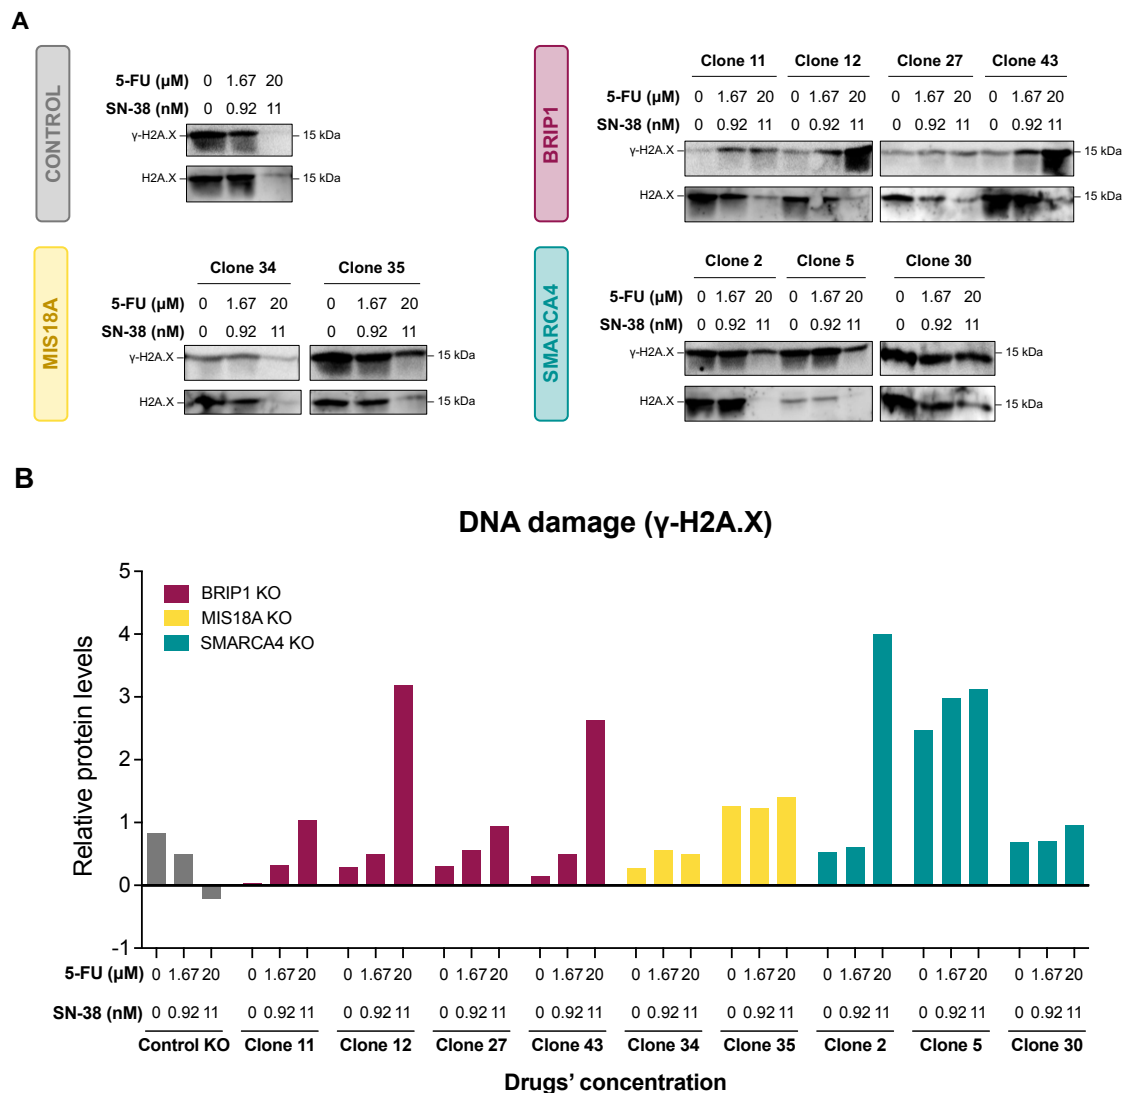 A
CONTROL
5-FU (μM) 0 1.67 20
SN-38 (nM) 0 0.92 11
γ-H2A.X 15 kDa
H2A.X 15 kDa
BRIP1
Clone 11 Clone 12 Clone 27 Clone 43
5-FU (μM) 0 1.67 20 0 1.67 20 0 1.67 20 0 1.67 20
SN-38 (nM) 0 0.92 11 0 0.92 11 0 0.92 11 0 0.92 11
γ-H2A.X 15 kDa
H2A.X 15 kDa
MIS18A
Clone 34 Clone 35
5-FU (μM) 0 1.67 20 0 1.67 20
SN-38 (nM) 0 0.92 11 0 0.92 11
γ-H2A.X 15 kDa
H2A.X 15 kDa
SMARCA4
Clone 2 Clone 5 Clone 30
5-FU (μM) 0 1.67 20 0 1.67 20 0 1.67 20
SN-38 (nM) 0 0.92 11 0 0.92 11 0 0.92 11
γ-H2A.X 15 kDa
H2A.X 15 kDa
B
DNA damage (γ-H2A.X)
Relative protein levels
5
4
3
2
1
0
-1
BRIP1 KO
MIS18A KO
SMARCA4 KO
5-FU (μM) 0 1.67 20 0 1.67 20 0 1.67 20 0 1.67 20 0 1.67 20 0 1.67 20 0 1.67 20 0 1.67 20 0 1.67 20 0 1.67 20
SN-38 (nM) 0 0.92 11 0 0.92 11 0 0.92 11 0 0.92 11 0 0.92 11 0 0.92 11 0 0.92 11 0 0.92 11 0 0.92 11 0 0.92 11
Control KO Clone 11 Clone 12 Clone 27 Clone 43 Clone 34 Clone 35 Clone 2 Clone 5 Clone 30
Drugs' concentration